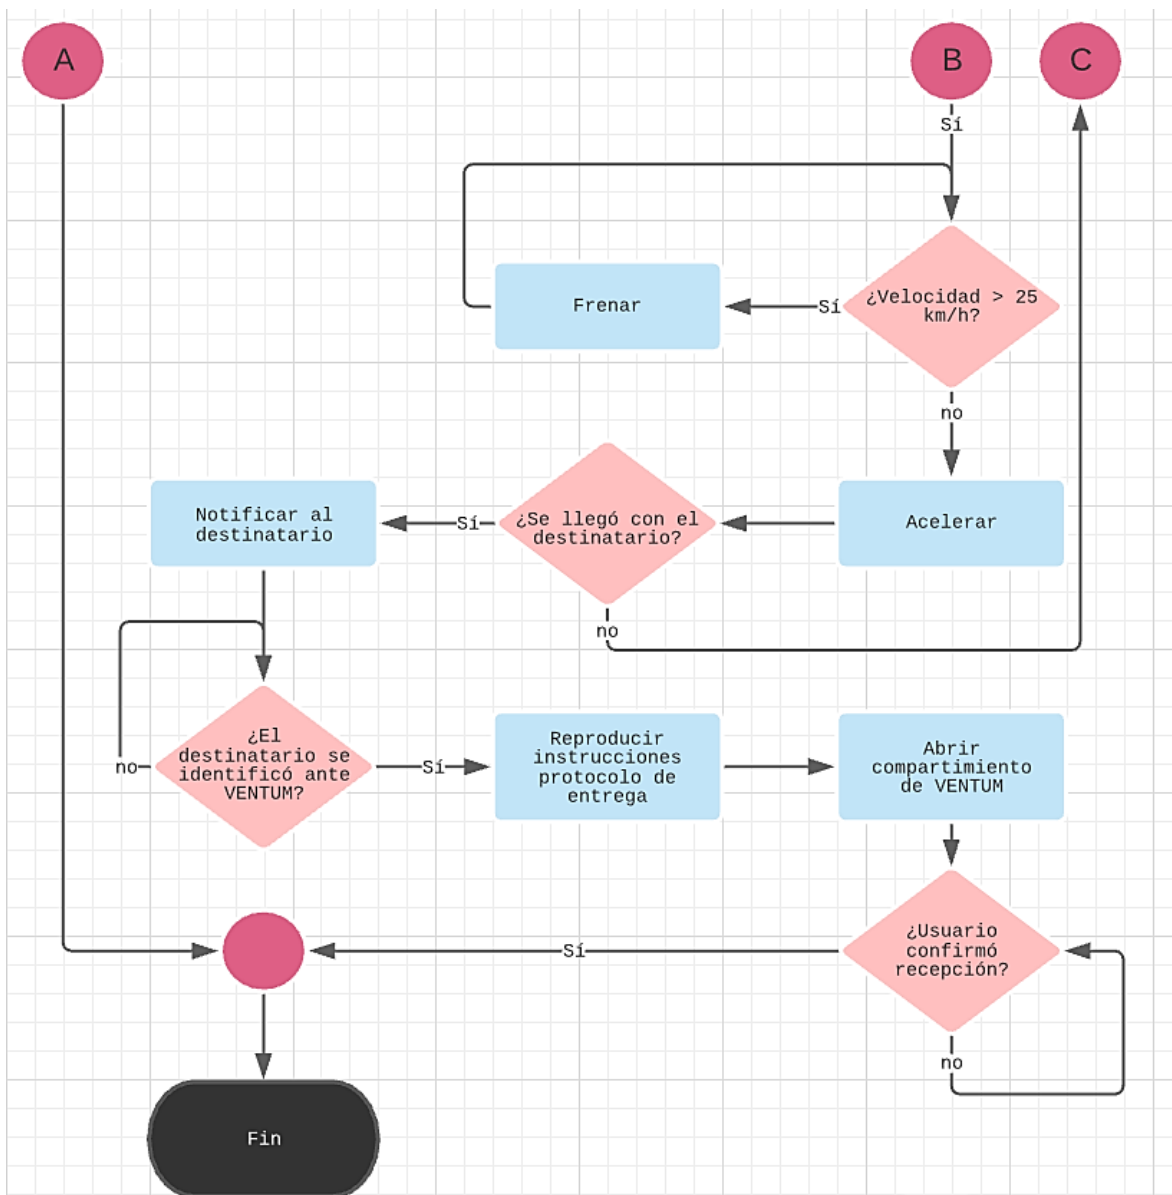 A
B
C
Sí
¿Velocidad > 25
km/h?
Sí
Frenar
no
Acelerar
¿Se llegó con el
destinatario?
Sí
Notificar al
destinatario
no
¿El
destinatario se
identificó ante
VENTUM?
no
Sí
Reproducir
instrucciones
protocolo de
entrega
Abrir
compartimiento
de VENTUM
¿Usuario
confirmó
recepción?
Sí
no
Fin